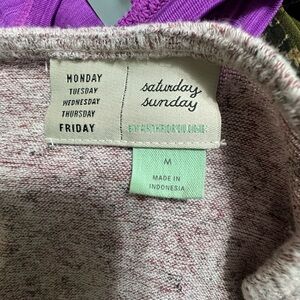 MONDAY
TUESDAY
WEDNESDAY
THURSDAY
FRIDAY
saturday
sunday
BY ANTHROPOLOGIE
M
MADE IN
INDONESIA